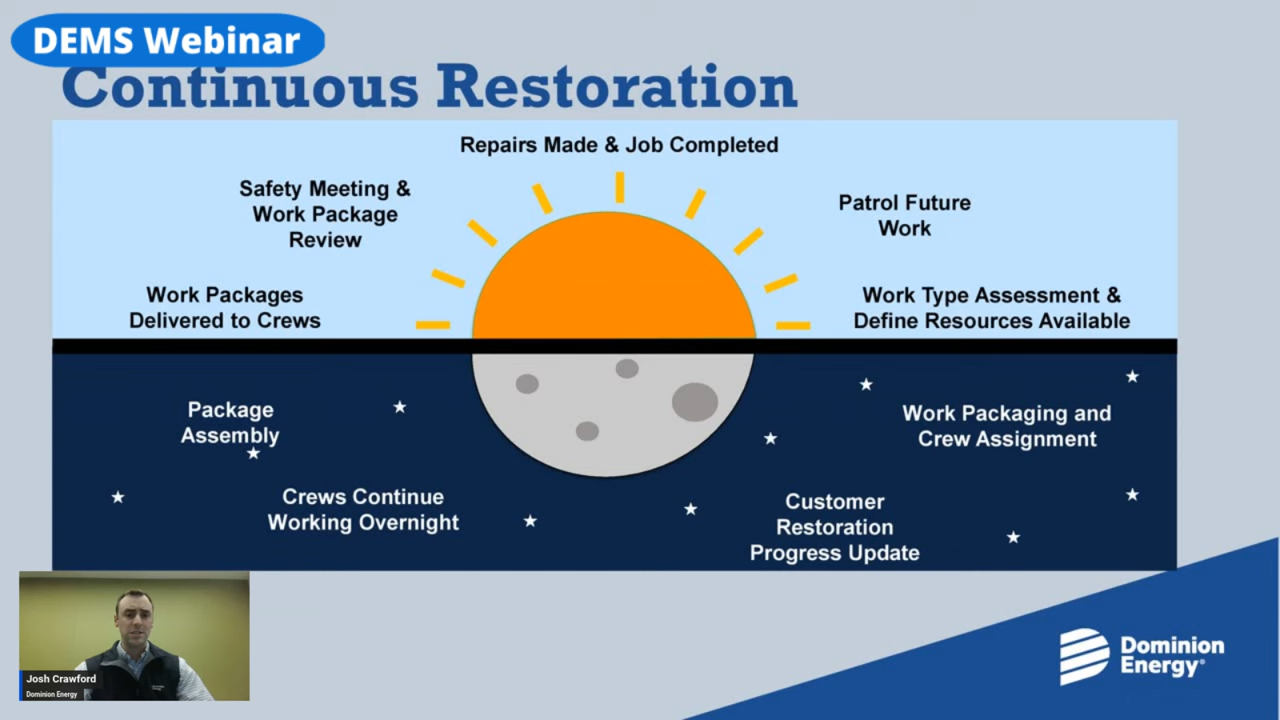 DEMS Webinar
Continuous Restoration
Repairs Made & Job Completed
Safety Meeting &
Work Package
Review
Patrol Future
Work
Work Packages
Delivered to Crews
Work Type Assessment &
Define Resources Available
Package
Assembly
Work Packaging and
Crew Assignment
Crews Continue
Working Overnight
Customer
Restoration
Progress Update
Josh Crawford
Dominion Energy
Dominion
Energy®